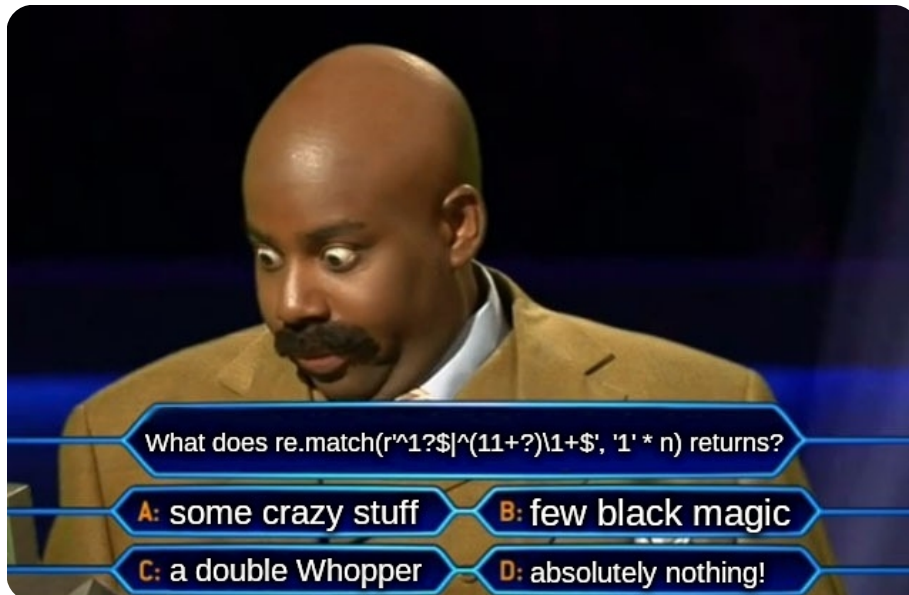 What does re.match(r'^1?$|^(11+?)\1+$', '1' * n) returns?
A: some crazy stuff
B: few black magic
C: a double Whopper
D: absolutely nothing!